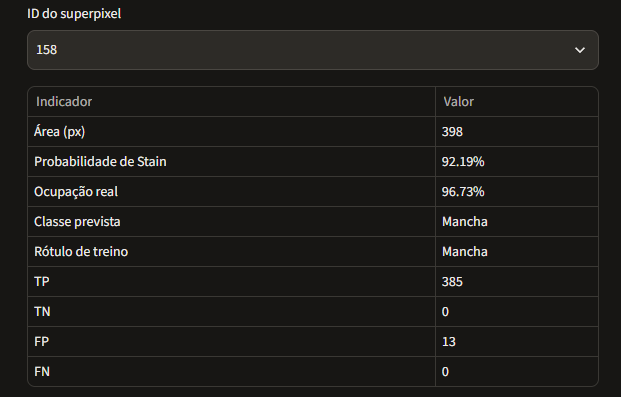 ID do superpixel
158
Indicador Valor
Área (px) 398
Probabilidade de Stain 92.19%
Ocupação real 96.73%
Classe prevista Mancha
Rótulo de treino Mancha
TP 385
TN 0
FP 13
FN 0